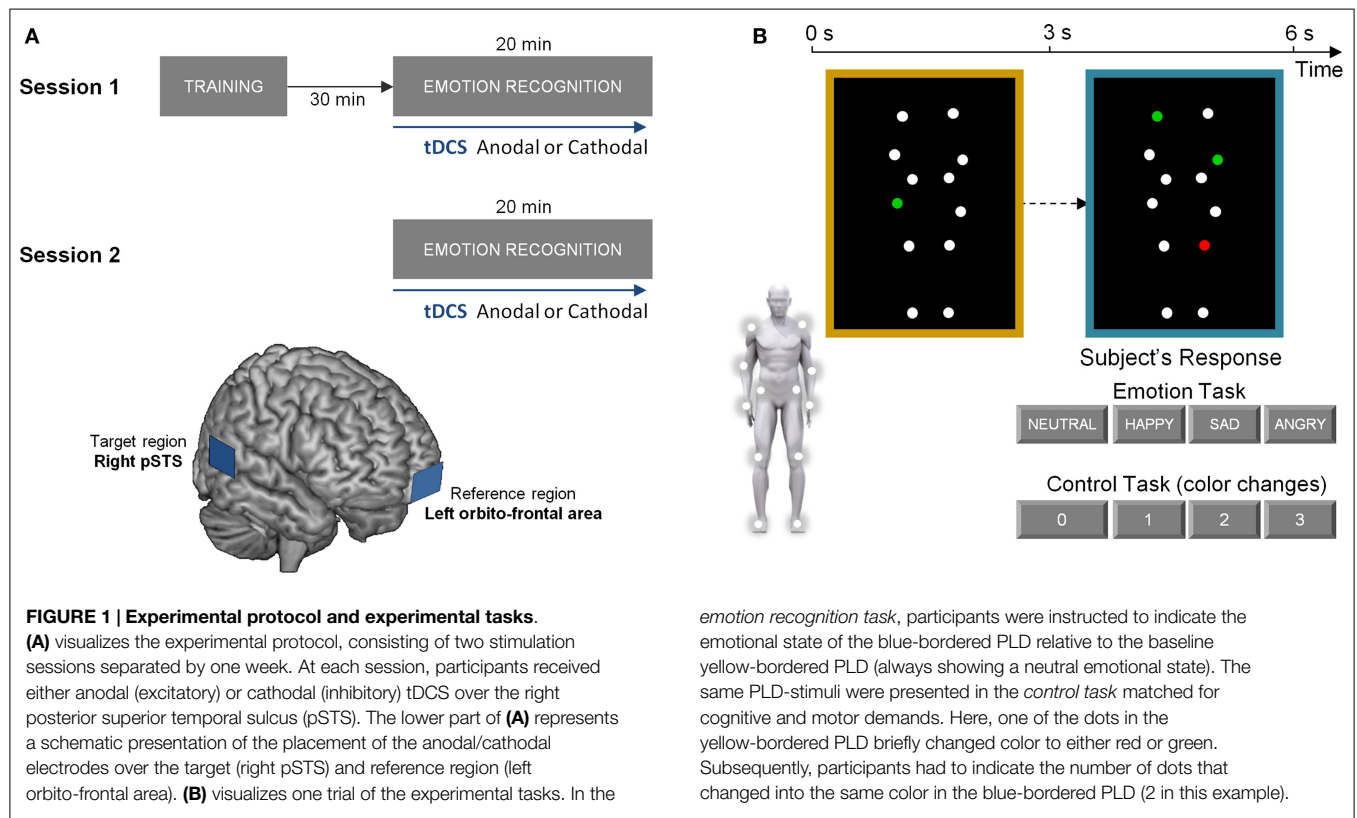 A
20 min
Session 1
TRAINING
30 min
EMOTION RECOGNITION
tDCS Anodal or Cathodal
20 min
Session 2
EMOTION RECOGNITION
tDCS Anodal or Cathodal
Target region
Right pSTS
Reference region
Left orbito-frontal area
B
0 s
3 s
6 s
Time
Subject's Response
Emotion Task
NEUTRAL HAPPY SAD ANGRY
Control Task (color changes)
0 1 2 3
FIGURE 1 | Experimental protocol and experimental tasks.
(A) visualizes the experimental protocol, consisting of two stimulation
sessions separated by one week. At each session, participants received
either anodal (excitatory) or cathodal (inhibitory) tDCS over the right
posterior superior temporal sulcus (pSTS). The lower part of (A) represents
a schematic presentation of the placement of the anodal/cathodal
electrodes over the target (right pSTS) and reference region (left
orbito-frontal area). (B) visualizes one trial of the experimental tasks. In the
emotion recognition task, participants were instructed to indicate the
emotional state of the blue-bordered PLD relative to the baseline
yellow-bordered PLD (always showing a neutral emotional state). The
same PLD-stimuli were presented in the control task matched for
cognitive and motor demands. Here, one of the dots in the
yellow-bordered PLD briefly changed color to either red or green.
Subsequently, participants had to indicate the number of dots that
changed into the same color in the blue-bordered PLD (2 in this example).